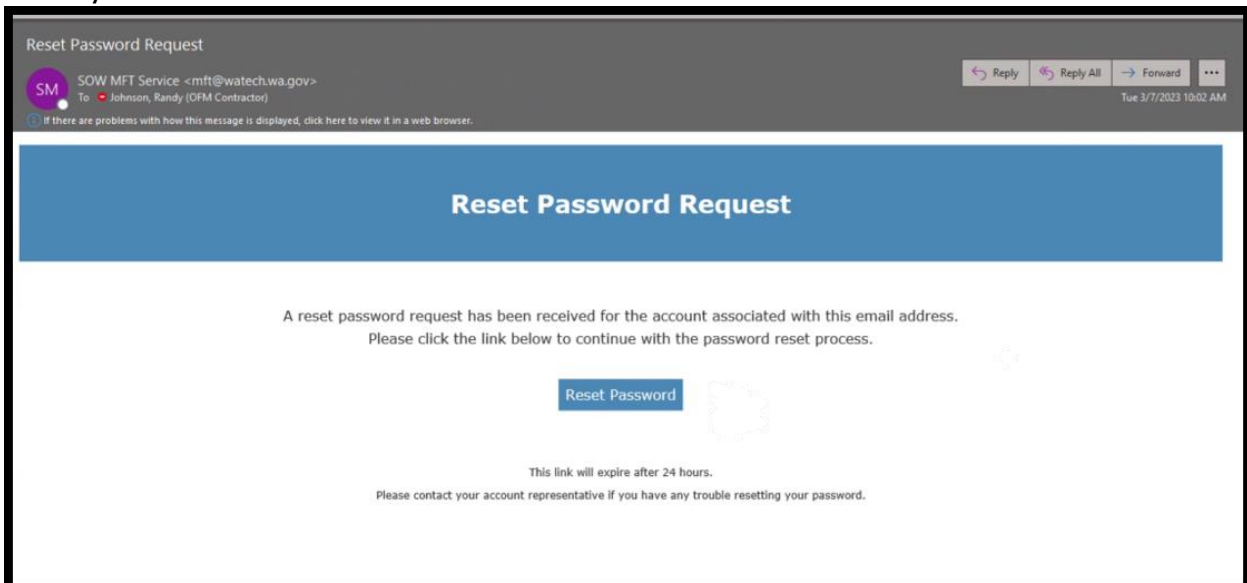 Reset Password Request
SM
SOW MFT Service <mft@watech.wa.gov>
To Johnson, Randy (OFM Contractor)
Reply
Reply All
Forward
Tue 3/7/2023 10:02 AM
If there are problems with how this message is displayed, click here to view it in a web browser.
Reset Password Request
A reset password request has been received for the account associated with this email address.
Please click the link below to continue with the password reset process.
Reset Password
This link will expire after 24 hours.
Please contact your account representative if you have any trouble resetting your password.